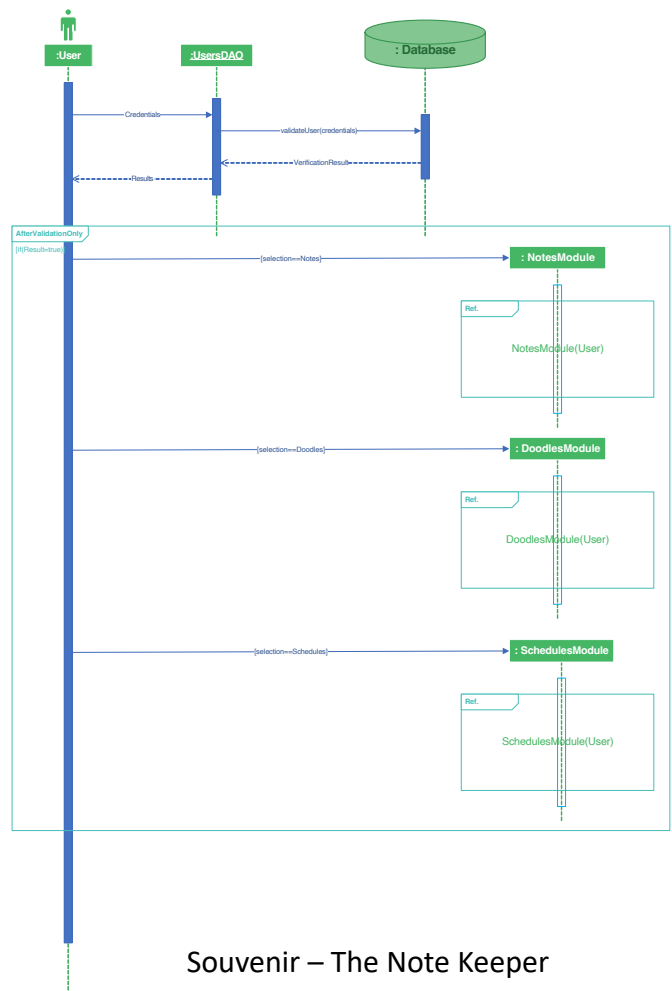 :User
:UsersDAO
: Database
Credentials
validateUser(credentials)
VerificationResult
Results
AfterValidationOnly
[if(Result=true)
[selection==Notes]
: NotesModule
Ref.
NotesModule(User)
[selection==Doodles]
: DoodlesModule
Ref.
DoodlesModule(User)
[selection==Schedules]
: SchedulesModule
Ref.
SchedulesModule(User)
Souvenir – The Note Keeper